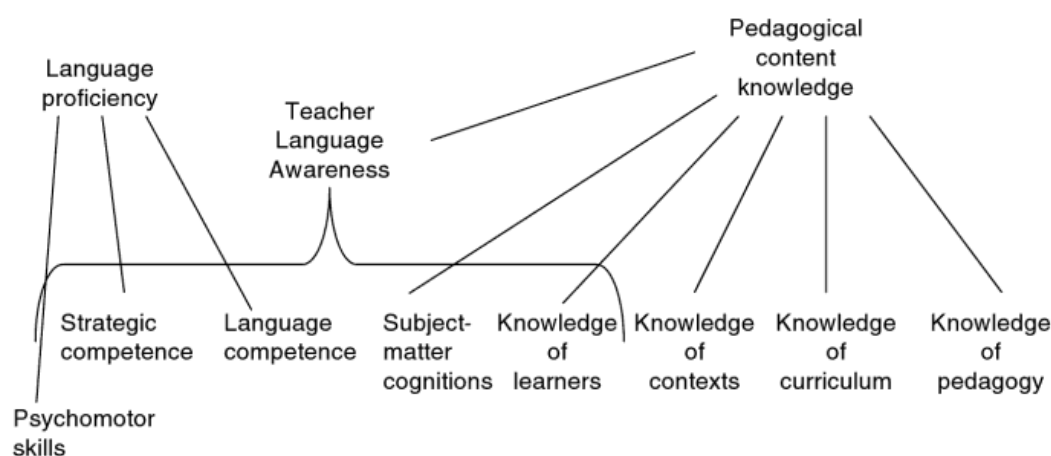 Pedagogical
content
knowledge
Language
proficiency
Teacher
Language
Awareness
Strategic
competence
Language
competence
Subject-
matter
cognitions
Knowledge
of
learners
Knowledge
of
contexts
Knowledge
of
curriculum
Knowledge
of
pedagogy
Psychomotor
skills